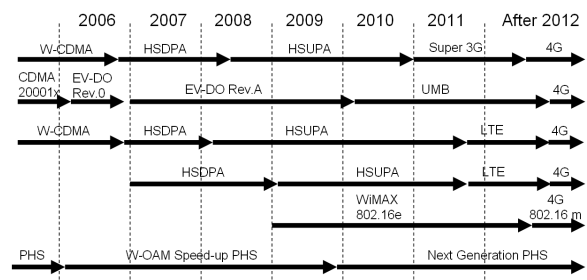 2006 2007 2008 2009 2010 2011 After 2012
W-CDMA HSDPA HSUPA Super 3G 4G
CDMA 20001x EV-DO Rev.0 EV-DO Rev.A UMB 4G
W-CDMA HSDPA HSUPA LTE 4G
HSDPA HSUPA LTE 4G
WiMAX 4G
802.16e 802.16 m
PHS W-OAM Speed-up PHS Next Generation PHS